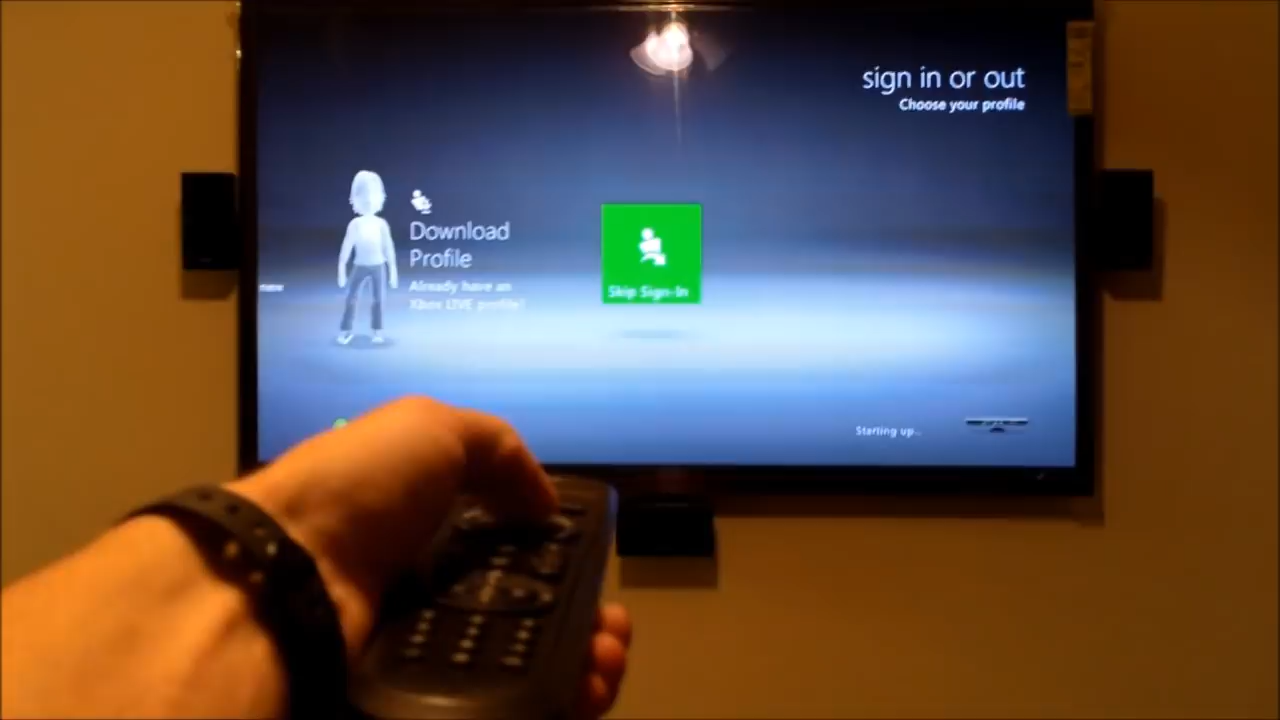 sign in or out
Choose your profile
Download
Profile
Already have an
Xbox LIVE profile?
new
Skip Sign-In
Starting up...